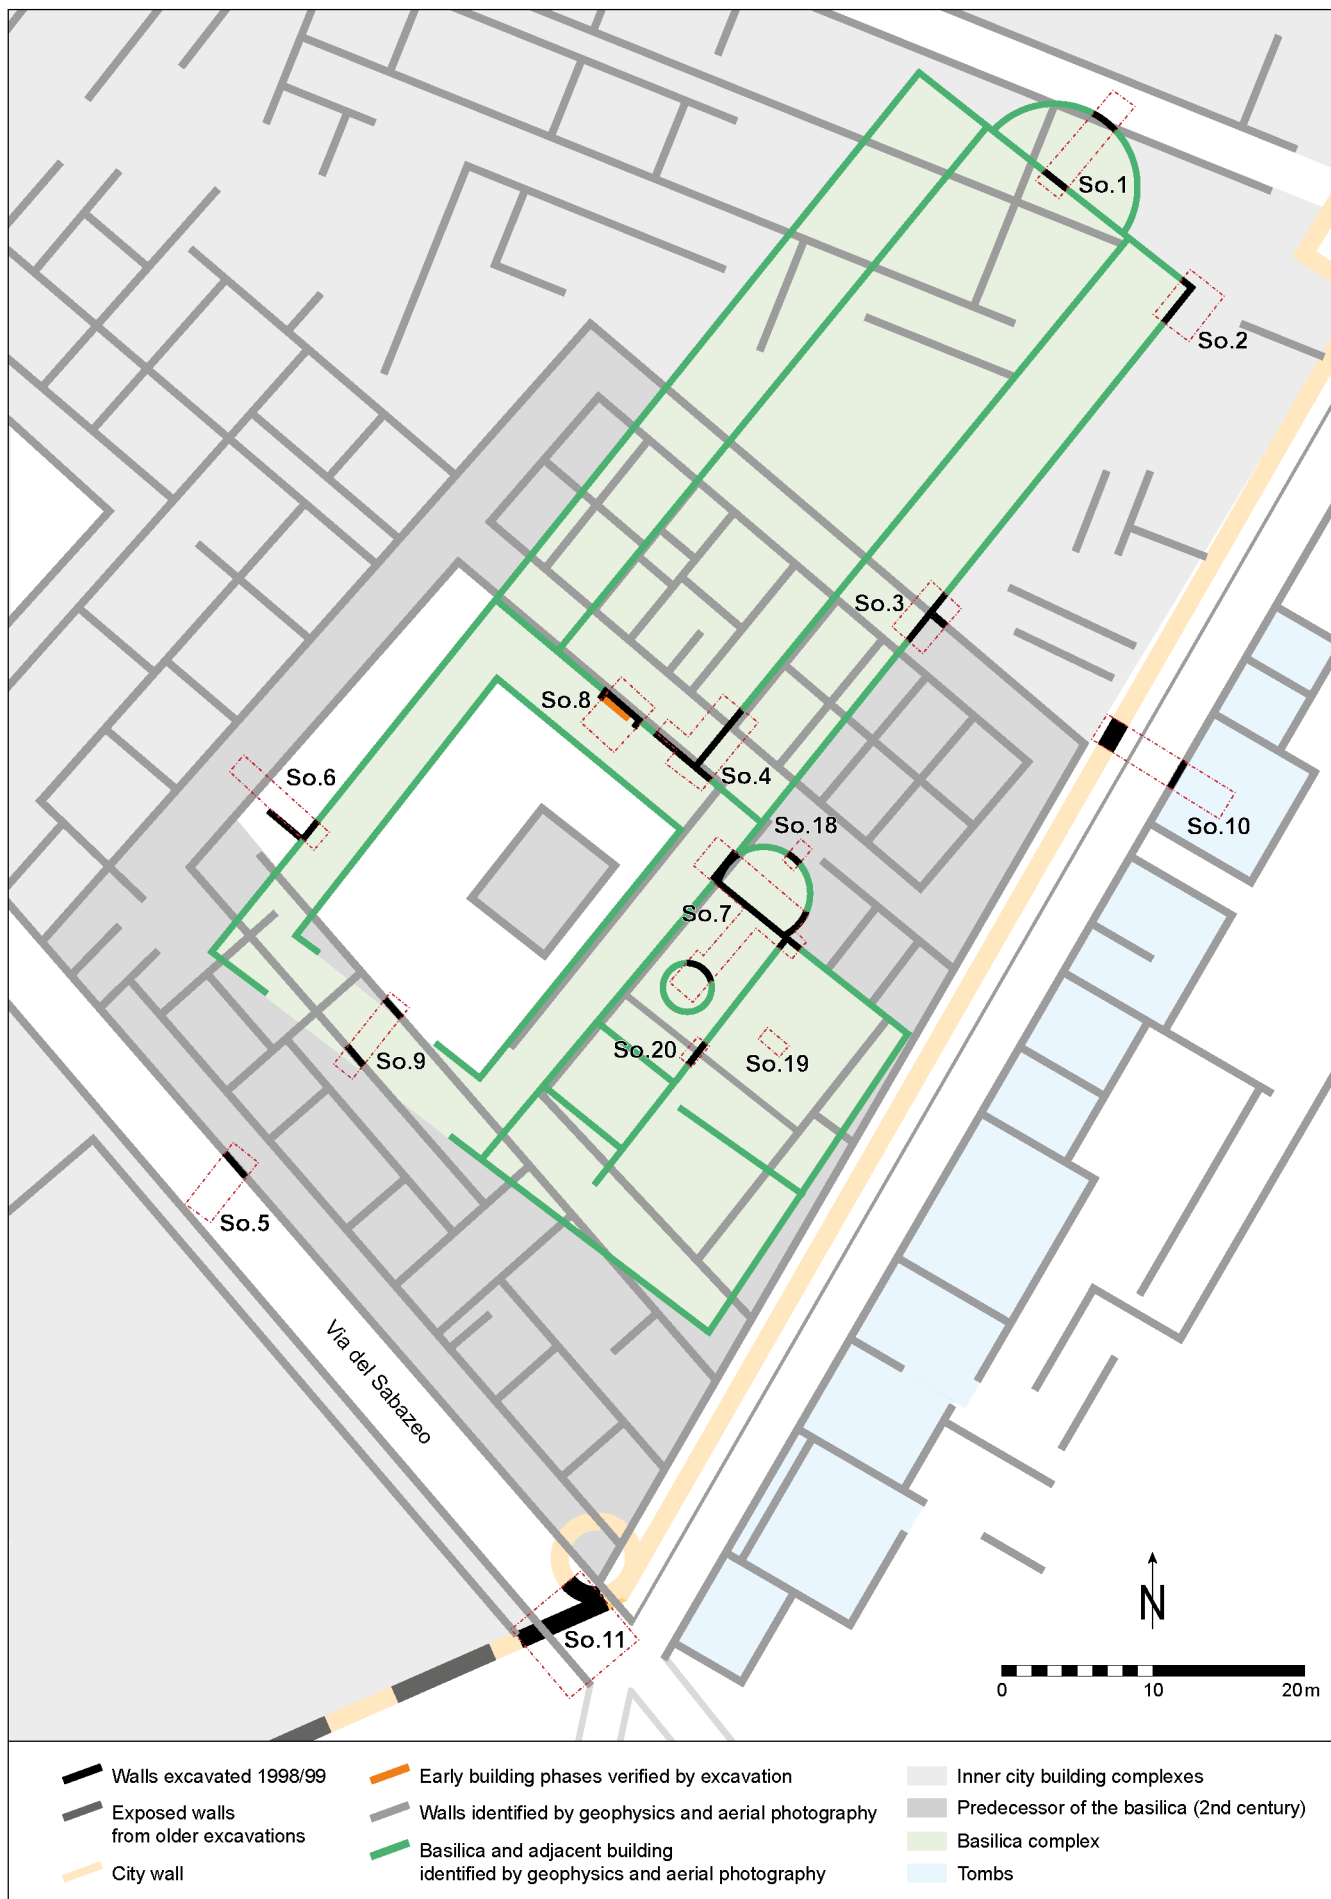 So.1
So.2
So.3
So.8
So.4
So.6
So.18
So.10
So.7
So.20
So.19
So.9
So.5
Via del Sabazeo
So.11
N
0 10 20m
Walls excavated 1998/99
Exposed walls
from older excavations
City wall
Early building phases verified by excavation
Walls identified by geophysics and aerial photography
Basilica and adjacent building
identified by geophysics and aerial photography
Inner city building complexes
Predecessor of the basilica (2nd century)
Basilica complex
Tombs